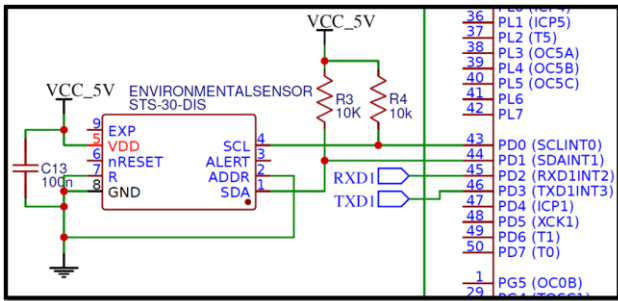 PL0 (ICP4)
36 PL1 (ICP5)
37 PL2 (T5)
38 PL3 (OC5A)
39 PL4 (OC5B)
40 PL5 (OC5C)
41 PL6
42 PL7
VCC_5V
R3
10K
R4
10k
VCC_5V
ENVIRONMENTALSENSOR
STS-30-DIS
9 EXP
5 VDD
6 nRESET
7 R
8 GND
SCL 4
ALERT 3
ADDR 2
SDA 1
C13
100n
RXD1
TXD1
43 PD0 (SCLINT0)
44 PD1 (SDAINT1)
45 PD2 (RXD1INT2)
46 PD3 (TXD1INT3)
47 PD4 (ICP1)
48 PD5 (XCK1)
49 PD6 (T1)
50 PD7 (T0)
1 PG5 (OC0B)
29